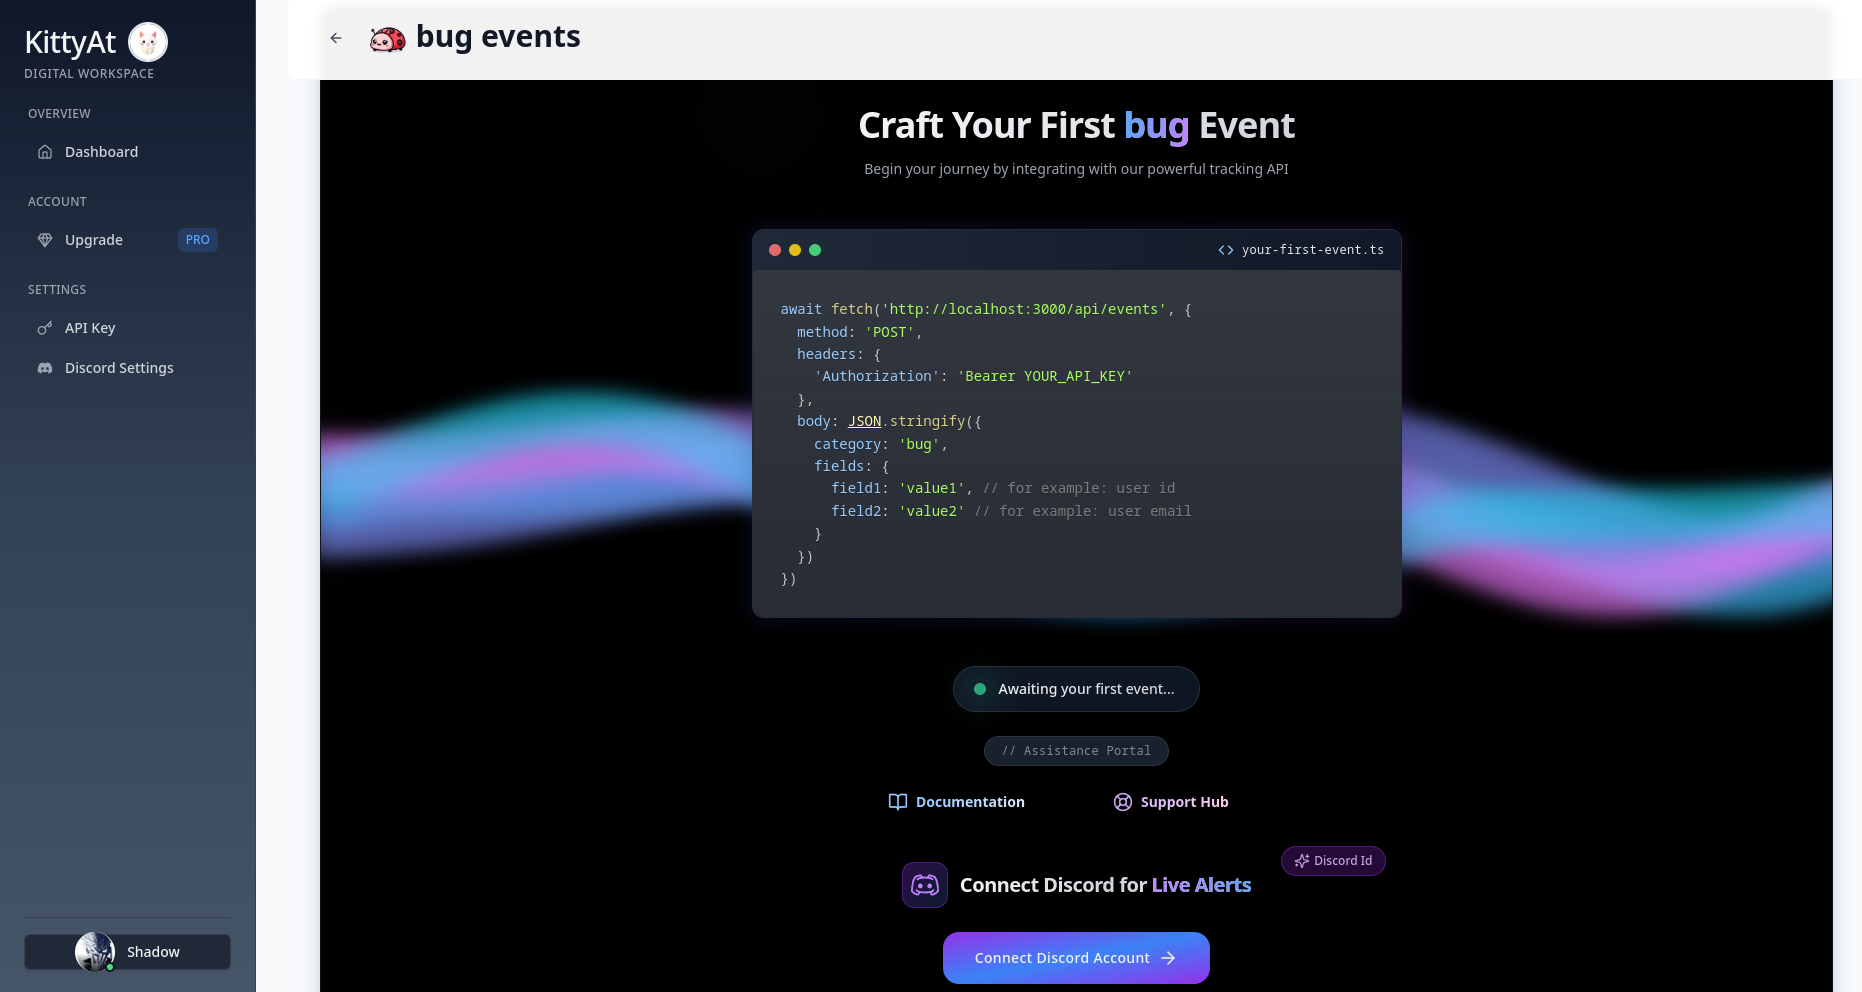 KittyAt
DIGITAL WORKSPACE
OVERVIEW
Dashboard
ACCOUNT
Upgrade PRO
SETTINGS
API Key
Discord Settings
Shadow
bug events
Craft Your First bug Event
Begin your journey by integrating with our powerful tracking API
your-first-event.ts
await fetch('http://localhost:3000/api/events', {
  method: 'POST',
  headers: {
    'Authorization': 'Bearer YOUR_API_KEY'
  },
  body: JSON.stringify({
    category: 'bug',
    fields: {
      field1: 'value1', // for example: user id
      field2: 'value2' // for example: user email
    }
  })
})
Awaiting your first event...
// Assistance Portal
Documentation
Support Hub
Discord Id
Connect Discord for Live Alerts
Connect Discord Account